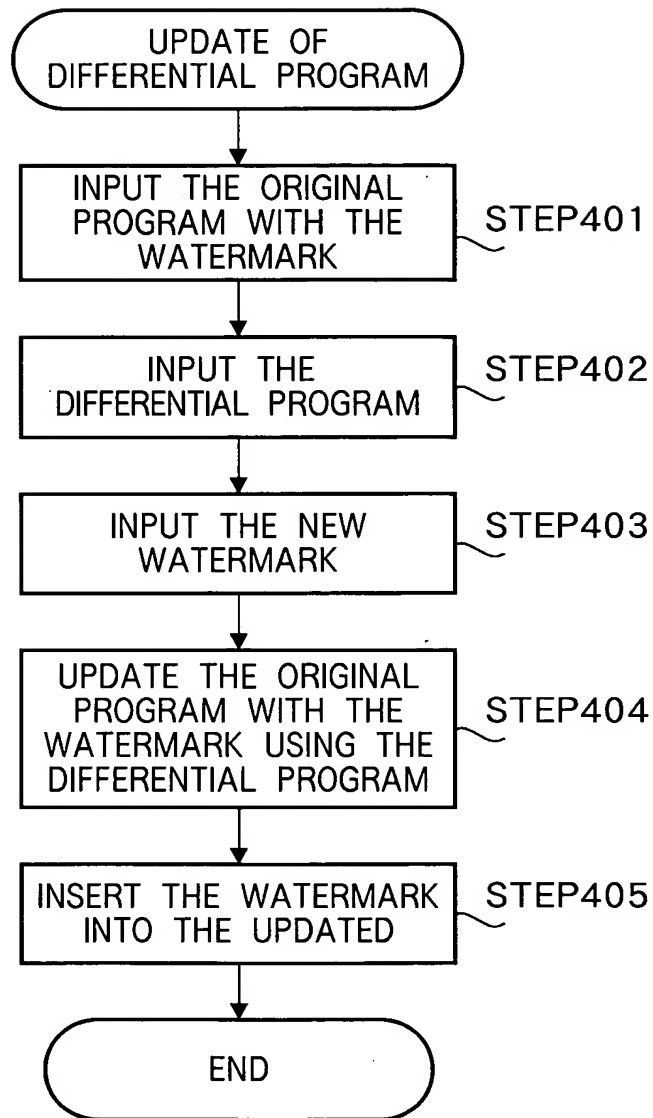 UPDATE OF
DIFFERENTIAL PROGRAM
INPUT THE ORIGINAL
PROGRAM WITH THE
WATERMARK
STEP401
INPUT THE
DIFFERENTIAL PROGRAM
STEP402
INPUT THE NEW
WATERMARK
STEP403
UPDATE THE ORIGINAL
PROGRAM WITH THE
WATERMARK USING THE
DIFFERENTIAL PROGRAM
STEP404
INSERT THE WATERMARK
INTO THE UPDATED
STEP405
END